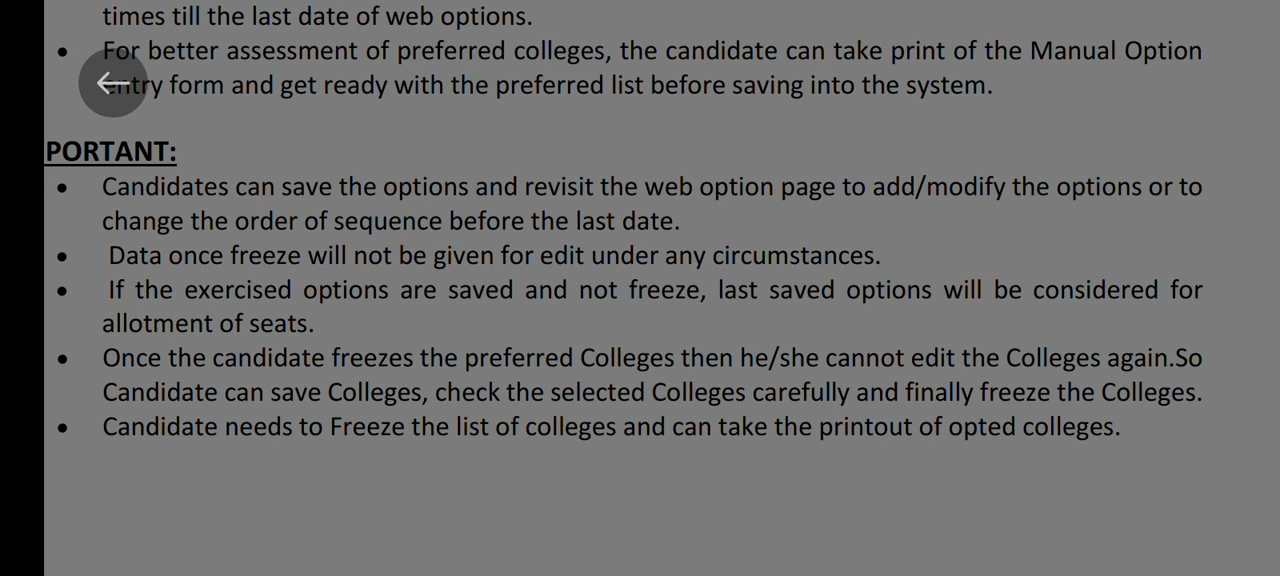 times till the last date of web options.
• For better assessment of preferred colleges, the candidate can take print of the Manual Option
entry form and get ready with the preferred list before saving into the system.
PORTANT:
• Candidates can save the options and revisit the web option page to add/modify the options or to
change the order of sequence before the last date.
• Data once freeze will not be given for edit under any circumstances.
• If the exercised options are saved and not freeze, last saved options will be considered for
allotment of seats.
• Once the candidate freezes the preferred Colleges then he/she cannot edit the Colleges again.So
Candidate can save Colleges, check the selected Colleges carefully and finally freeze the Colleges.
• Candidate needs to Freeze the list of colleges and can take the printout of opted colleges.